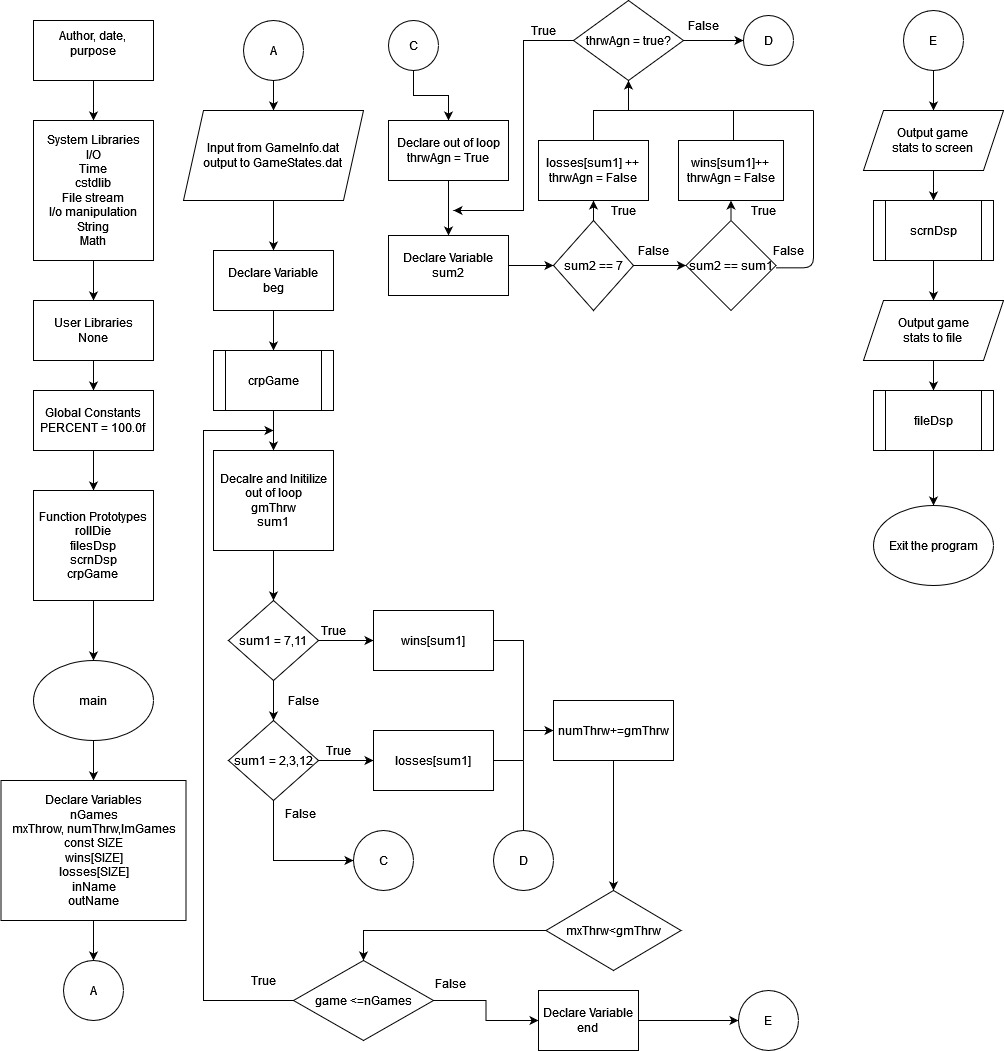 Author, date,
purpose
System Libraries
I/O
Time
cstdlib
File stream
I/o manipulation
String
Math
User Libraries
None
Global Constants
PERCENT = 100.0f
Function Prototypes
rollDie
filesDsp
scrnDsp
crpGame
main
Declare Variables
nGames
mxThrow, numThrw,lmGames
const SIZE
wins[SIZE]
losses[SIZE]
inName
outName
A
A
Input from GameInfo.dat
output to GameStates.dat
Declare Variable
beg
crpGame
Decalre and Initilize
out of loop
gmThrw
sum1
sum1 = 7,11
True
wins[sum1]
False
sum1 = 2,3,12
True
losses[sum1]
False
C
D
numThrw+=gmThrw
mxThrw<gmThrw
game <=nGames
True
False
Declare Variable
end
E
C
Declare out of loop
thrwAgn = True
Declare Variable
sum2
sum2 == 7
True
False
losses[sum1] ++
thrwAgn = False
sum2 == sum1
True
False
wins[sum1]++
thrwAgn = False
thrwAgn = true?
True
False
D
E
Output game
stats to screen
scrnDsp
Output game
stats to file
fileDsp
Exit the program